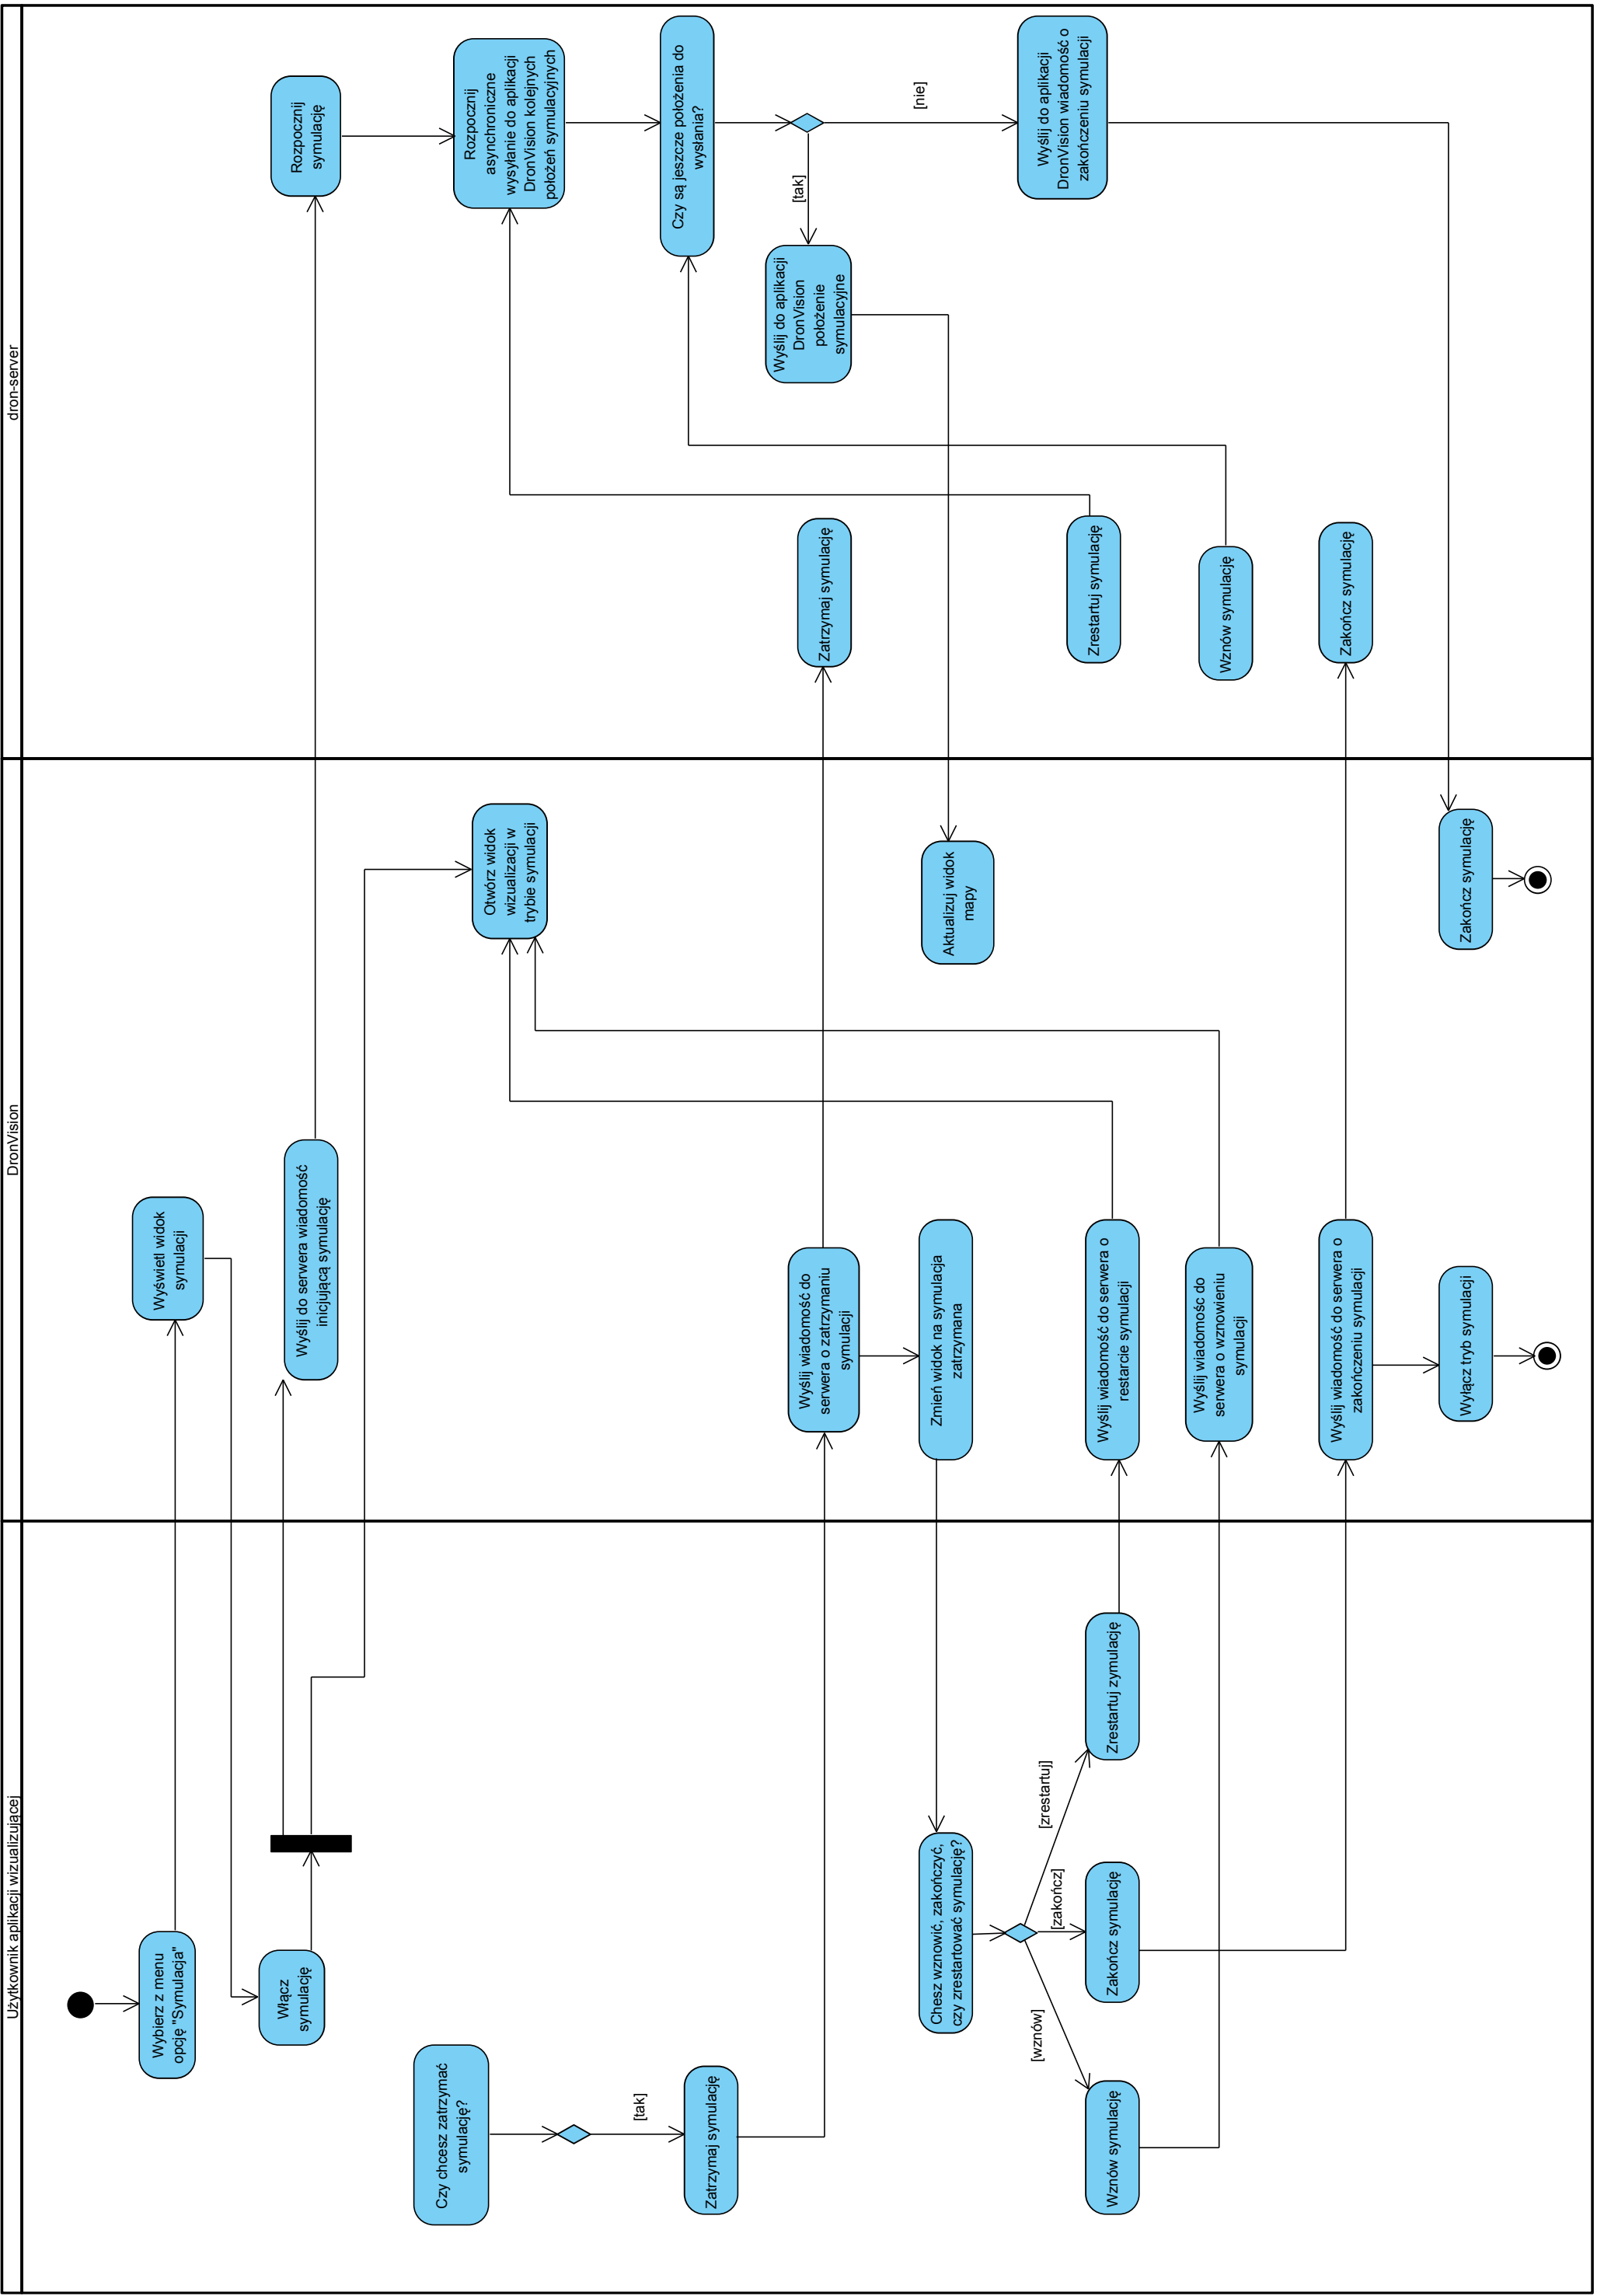 Użytkownik aplikacji wizualizującej
DronVision
dron-server
Wybierz z menu
opcję "Symulacja"
Wyświetl widok
symulacji
Włącz
symulację
Wyślij do serwera wiadomość
inicjującą symulację
Rozpocznij
symulację
Czy chcesz zatrzymać
symulację?
Otwórz widok
wizualizacji w
trybie symulacji
Rozpocznij
asynchroniczne
wysyłanie do aplikacji
DronVision kolejnych
położeń symulacyjnych
[tak]
Zatrzymaj symulację
Czy są jeszcze położenia do
wysłania?
Wyślij wiadomość do
serwera o zatrzymaniu
symulacji
Zatrzymaj symulację
[tak]
Wyślij do aplikacji
DronVision
położenie
symulacyjne
[nie]
Chesz wznowić, zakończyć,
czy zrestartować symulację?
Zmień widok na symulacja
zatrzymana
Aktualizuj widok
mapy
Wyślij do aplikacji
DronVision wiadomość o
zakończeniu symulacji
[wznów]
[zakończ]
[zrestartuj]
Wznów symulację
Zakończ symulację
Zrestartuj zymulację
Wyślij wiadomość do serwera o
restarcie symulacji
Zrestartuj symulację
Wyślij wiadomośc do
serwera o wznowieniu
symulacji
Wznów symulację
Wyślij wiadomość do serwera o
zakończeniu symulacji
Zakończ symulację
Wyłącz tryb symulacji
Zakończ symulację